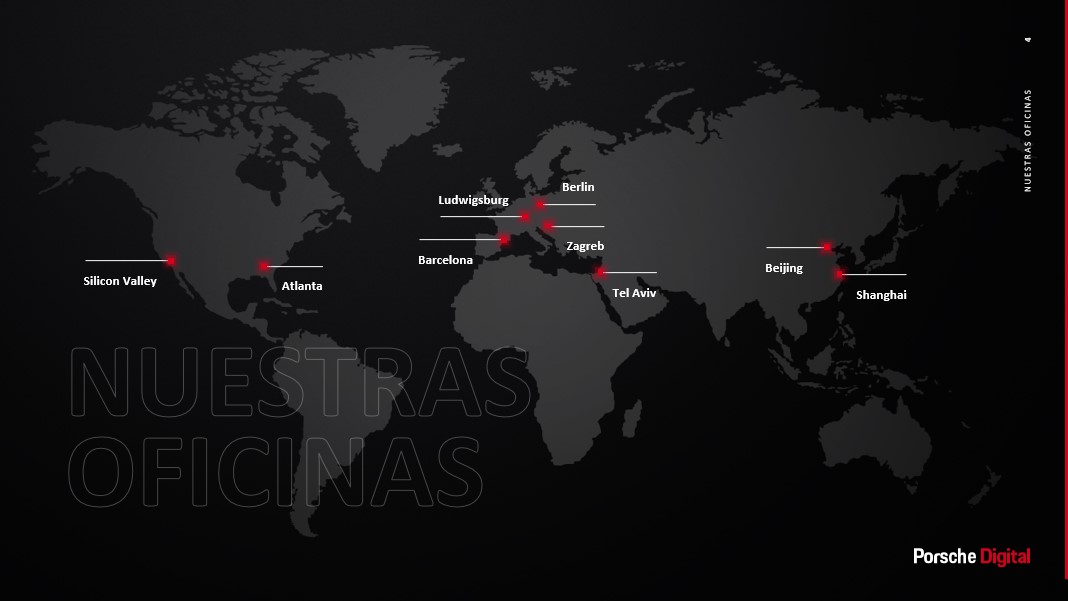 4
NUESTRAS OFICINAS
Berlin
Ludwigsburg
Zagreb
Barcelona
Silicon Valley
Atlanta
Tel Aviv
Beijing
Shanghai
NUESTRAS
OFICINAS
Porsche Digital